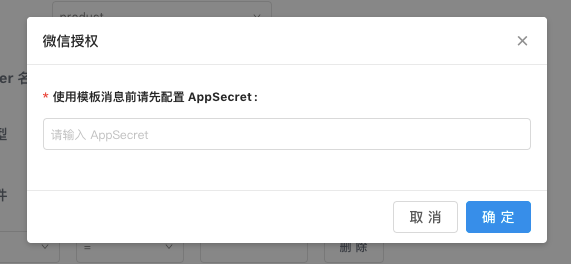 product
微信授权
er 名
* 使用模板消息前请先配置 AppSecret：
型
请输入 AppSecret
件
取 消
确 定
=
删 除